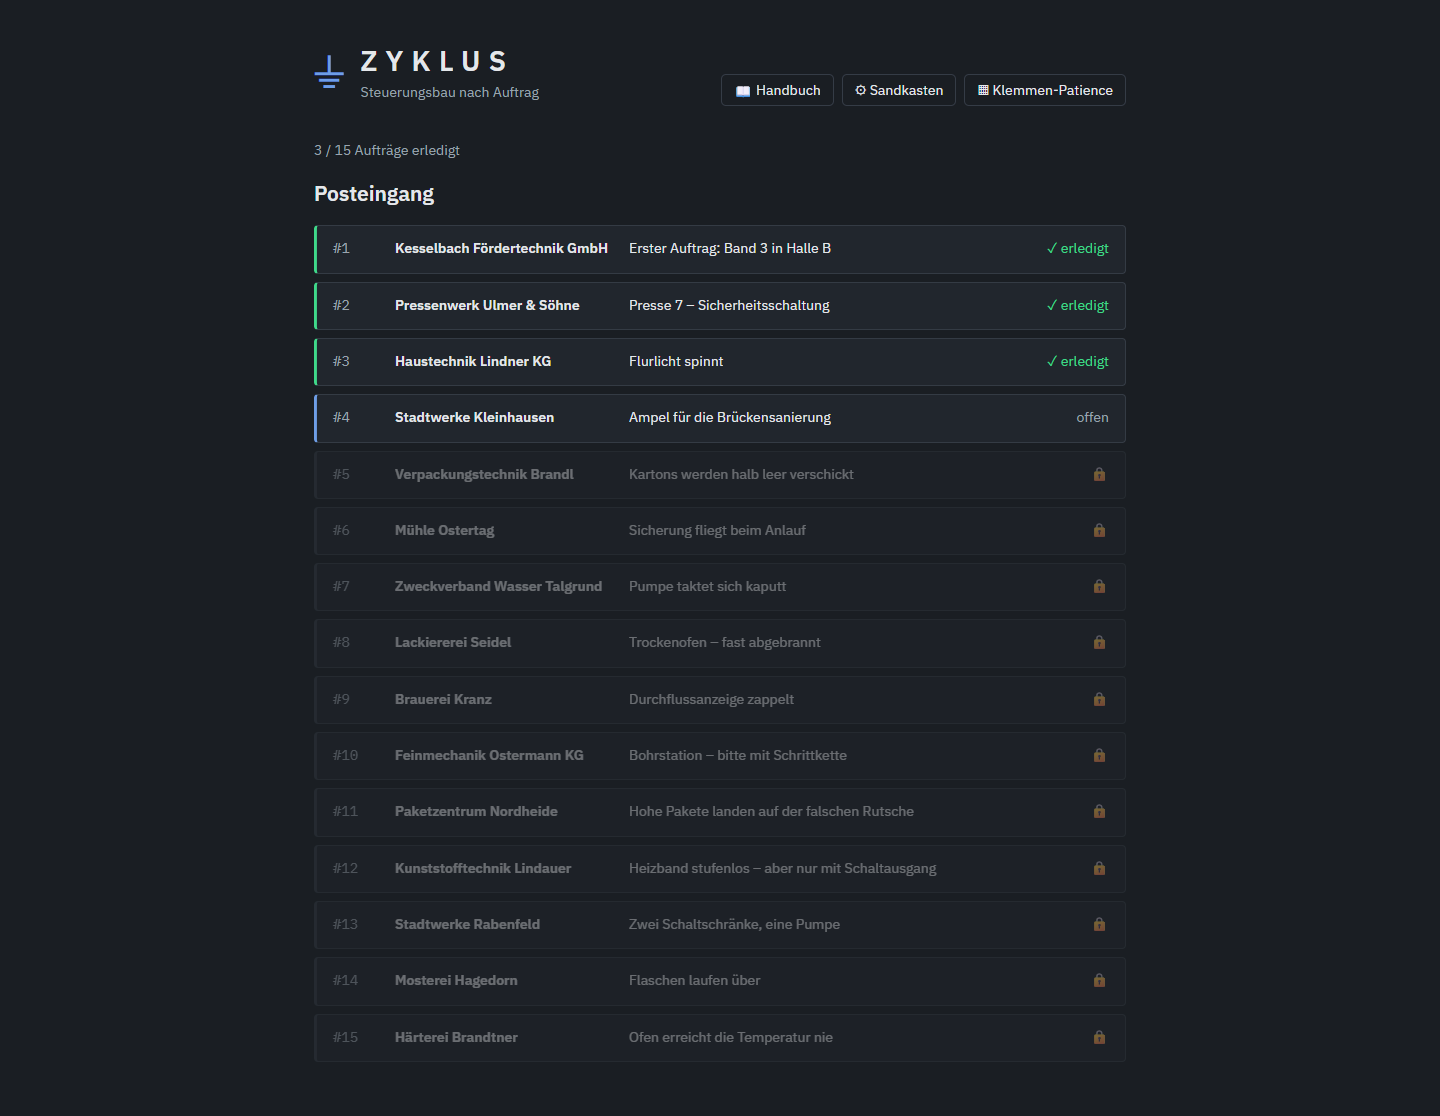 ZYKLUS
Steuerungsbau nach Auftrag
Handbuch
Sandkasten
Klemmen-Patience
3 / 15 Aufträge erledigt
Posteingang
#1 Kesselbach Fördertechnik GmbH Erster Auftrag: Band 3 in Halle B ✓ erledigt
#2 Pressenwerk Ulmer & Söhne Presse 7 – Sicherheitsschaltung ✓ erledigt
#3 Haustechnik Lindner KG Flurlicht spinnt ✓ erledigt
#4 Stadtwerke Kleinhausen Ampel für die Brückensanierung offen
#5 Verpackungstechnik Brandl Kartons werden halb leer verschickt
#6 Mühle Ostertag Sicherung fliegt beim Anlauf
#7 Zweckverband Wasser Talgrund Pumpe taktet sich kaputt
#8 Lackiererei Seidel Trockenofen – fast abgebrannt
#9 Brauerei Kranz Durchflussanzeige zappelt
#10 Feinmechanik Ostermann KG Bohrstation – bitte mit Schrittkette
#11 Paketzentrum Nordheide Hohe Pakete landen auf der falschen Rutsche
#12 Kunststofftechnik Lindauer Heizband stufenlos – aber nur mit Schaltausgang
#13 Stadtwerke Rabenfeld Zwei Schaltschränke, eine Pumpe
#14 Mosterei Hagedorn Flaschen laufen über
#15 Härterei Brandtner Ofen erreicht die Temperatur nie